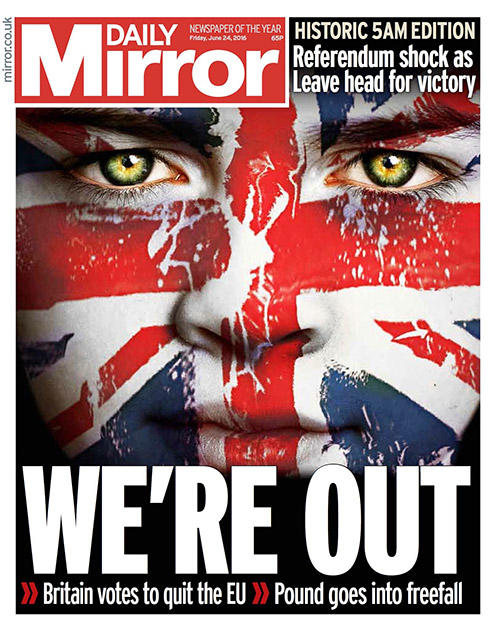 mirror.co.uk
DAILY
Mirror
NEWSPAPER OF THE YEAR
Friday, June 24, 2016
65P
HISTORIC 5AM EDITION
Referendum shock as
Leave head for victory
WE'RE OUT
» Britain votes to quit the EU » Pound goes into freefall